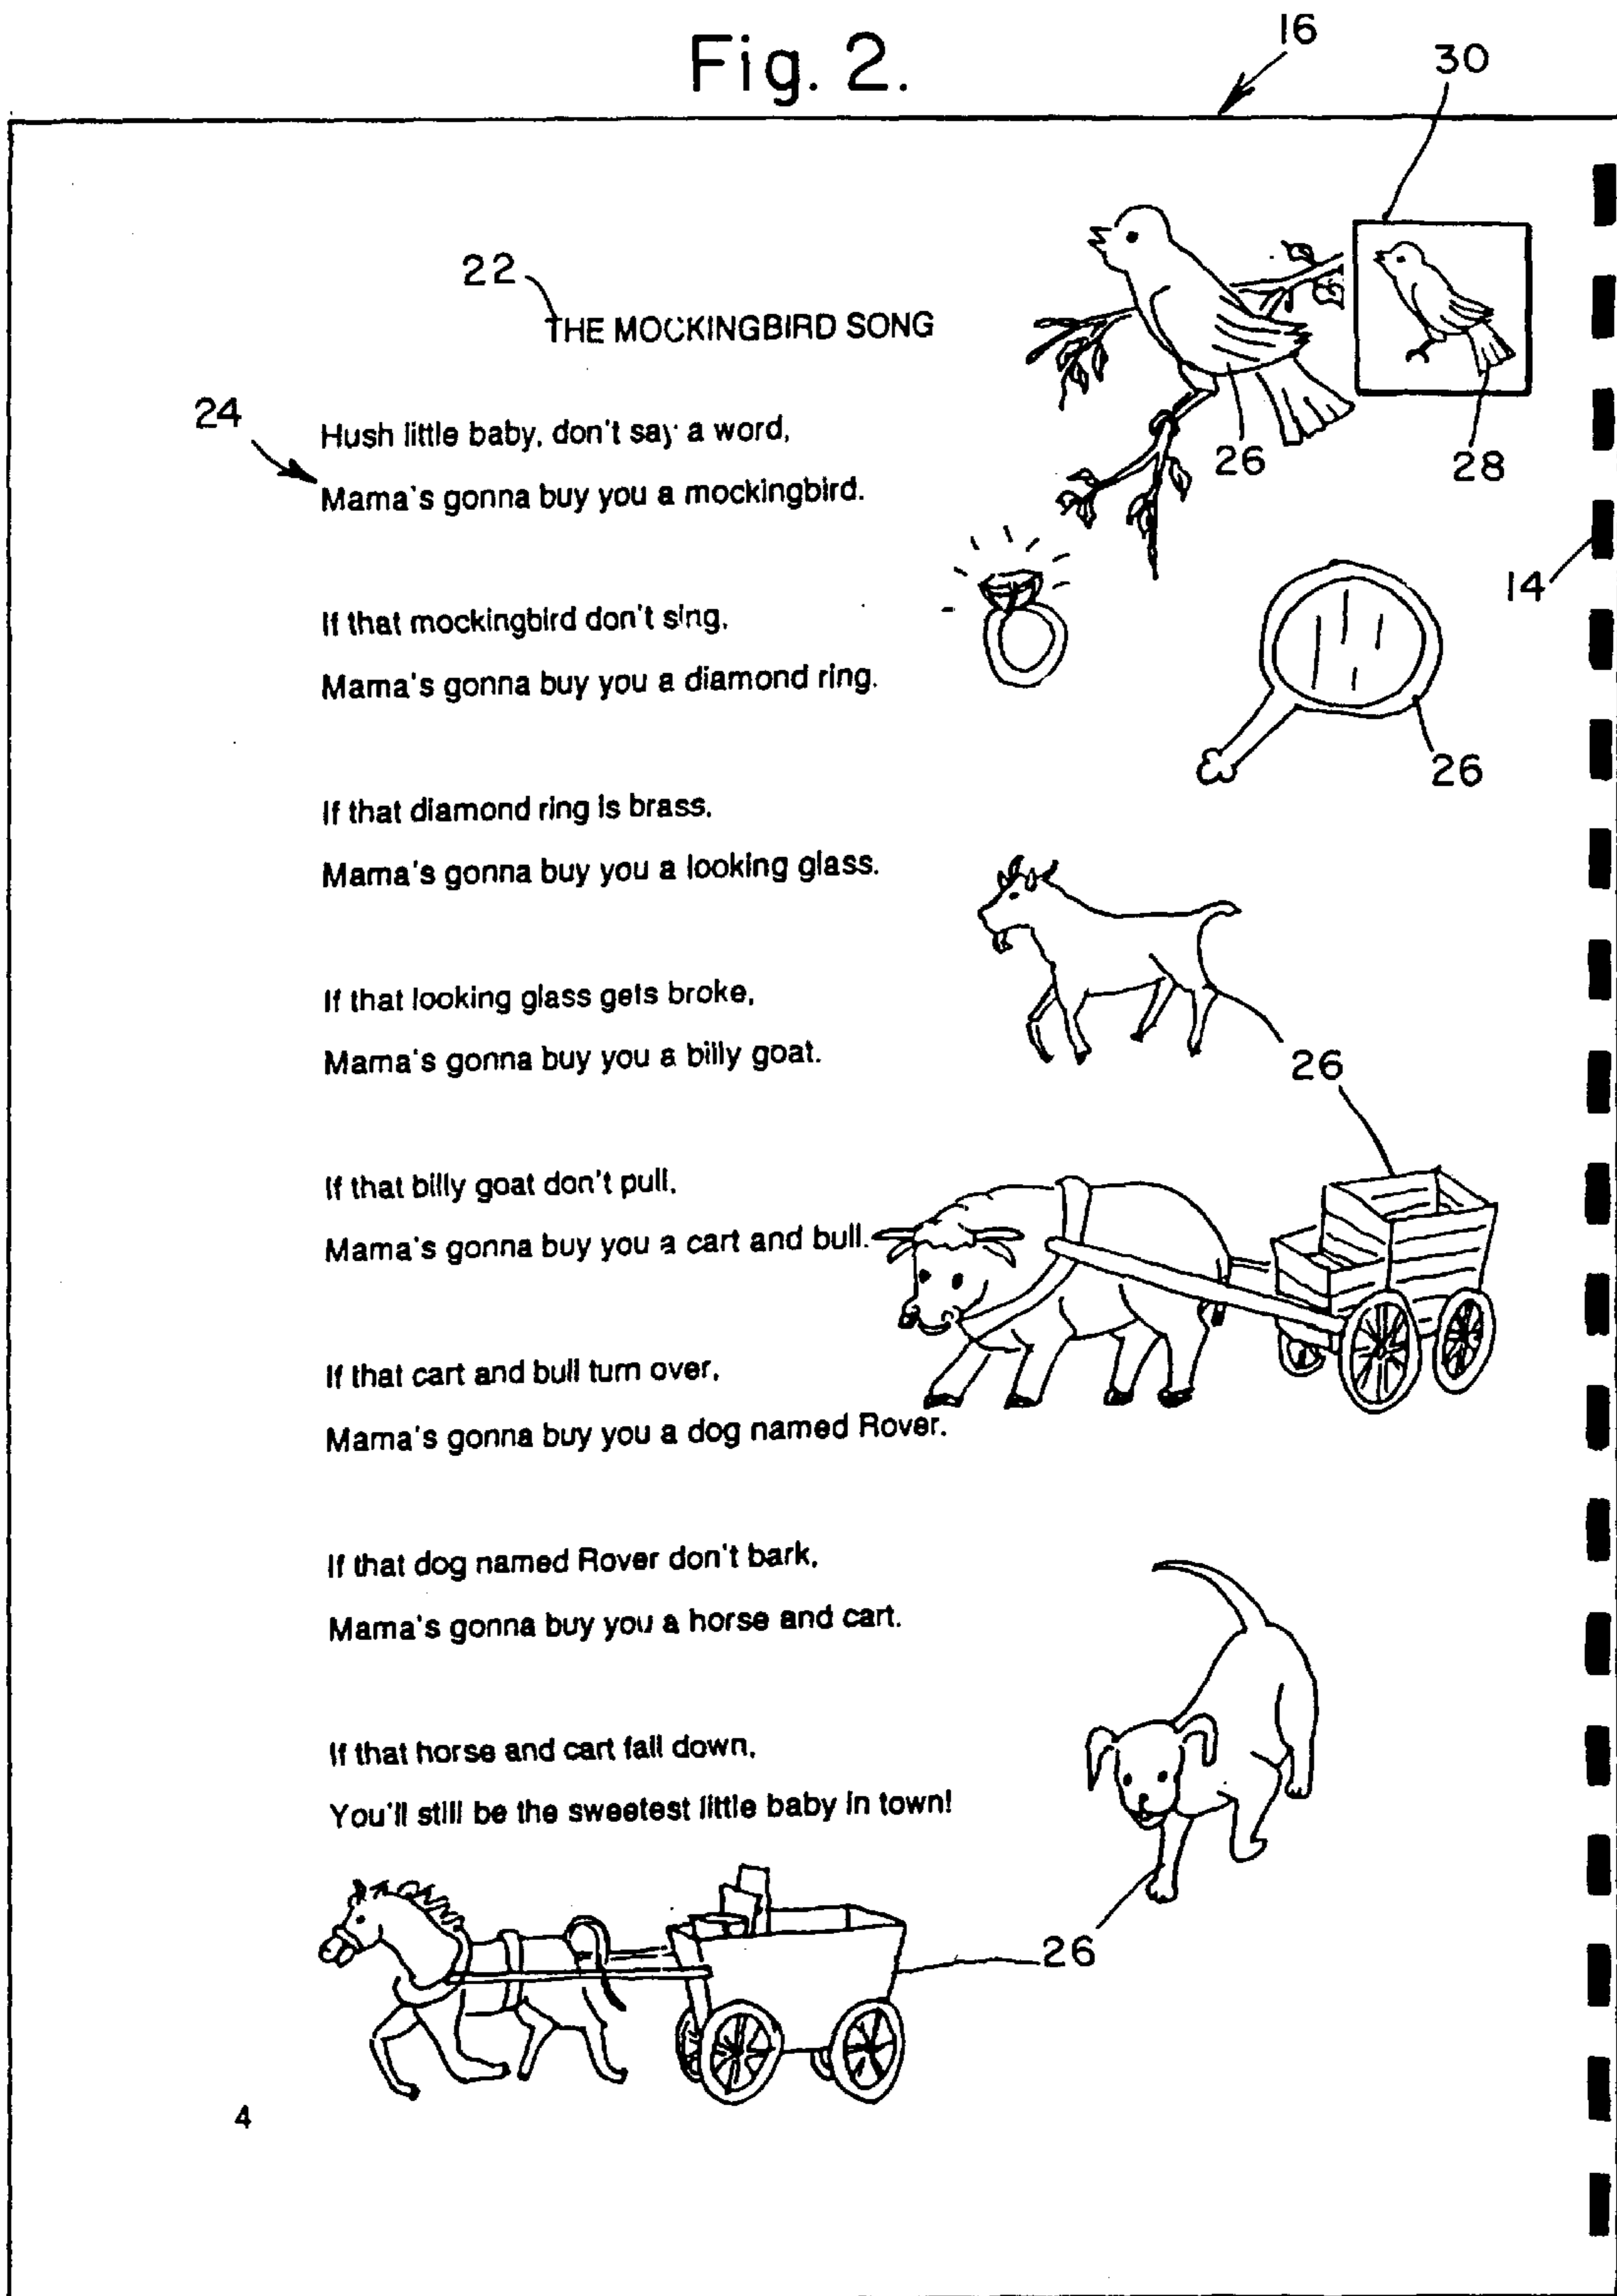 Fig. 2.
16
30
22
THE MOCKINGBIRD SONG
24
Hush little baby, don't say a word,
Mama's gonna buy you a mockingbird.
26
28
14
If that mockingbird don't sing,
Mama's gonna buy you a diamond ring.
26
If that diamond ring is brass,
Mama's gonna buy you a looking glass.
If that looking glass gets broke,
Mama's gonna buy you a billy goat.
26
If that billy goat don't pull,
Mama's gonna buy you a cart and bull.
If that cart and bull turn over,
Mama's gonna buy you a dog named Rover.
If that dog named Rover don't bark,
Mama's gonna buy you a horse and cart.
If that horse and cart fall down,
You'll still be the sweetest little baby in town!
26
4